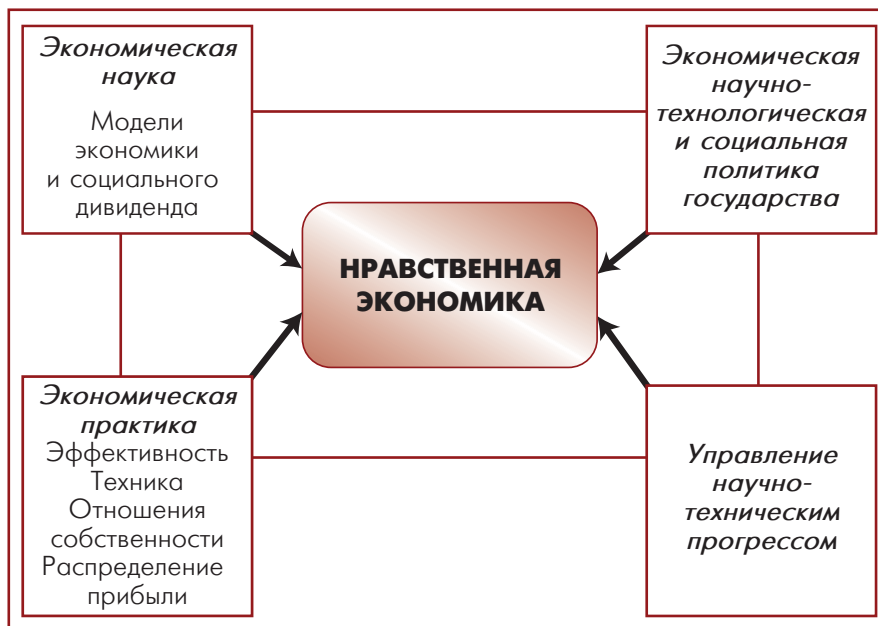 Экономическая
наука
Модели
экономики
и социального
дивиденда
Экономическая
научно-
технологическая
и социальная
политика
государства
НРАВСТВЕННАЯ
ЭКОНОМИКА
Экономическая
практика
Эффективность
Техника
Отношения
собственности
Распределение
прибыли
Управление
научно-
техническим
прогрессом